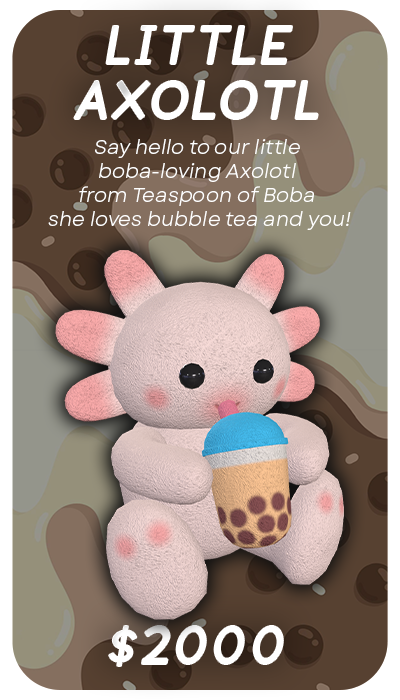 LITTLE
AXOLOTL
Say hello to our little
boba-loving Axolotl
from Teaspoon of Boba
she loves bubble tea and you!
$2000